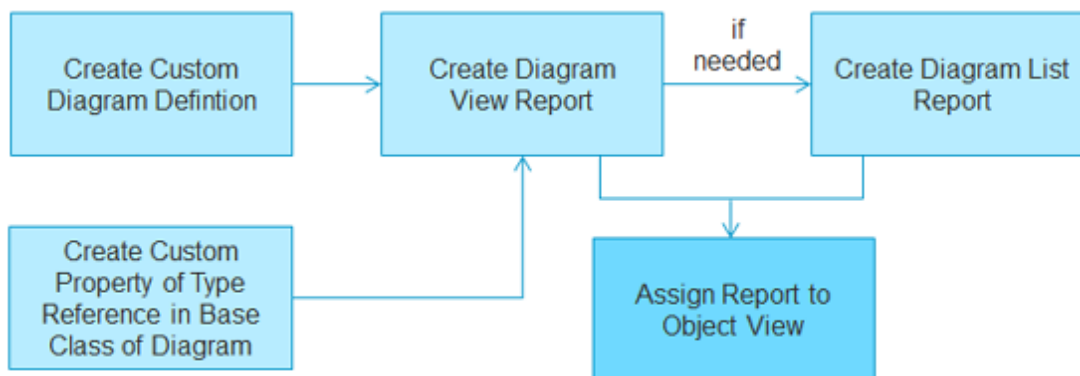 Create Custom
Diagram Defintion
Create Diagram
View Report
if
needed
Create Diagram List
Report
Create Custom
Property of Type
Reference in Base
Class of Diagram
Assign Report to
Object View